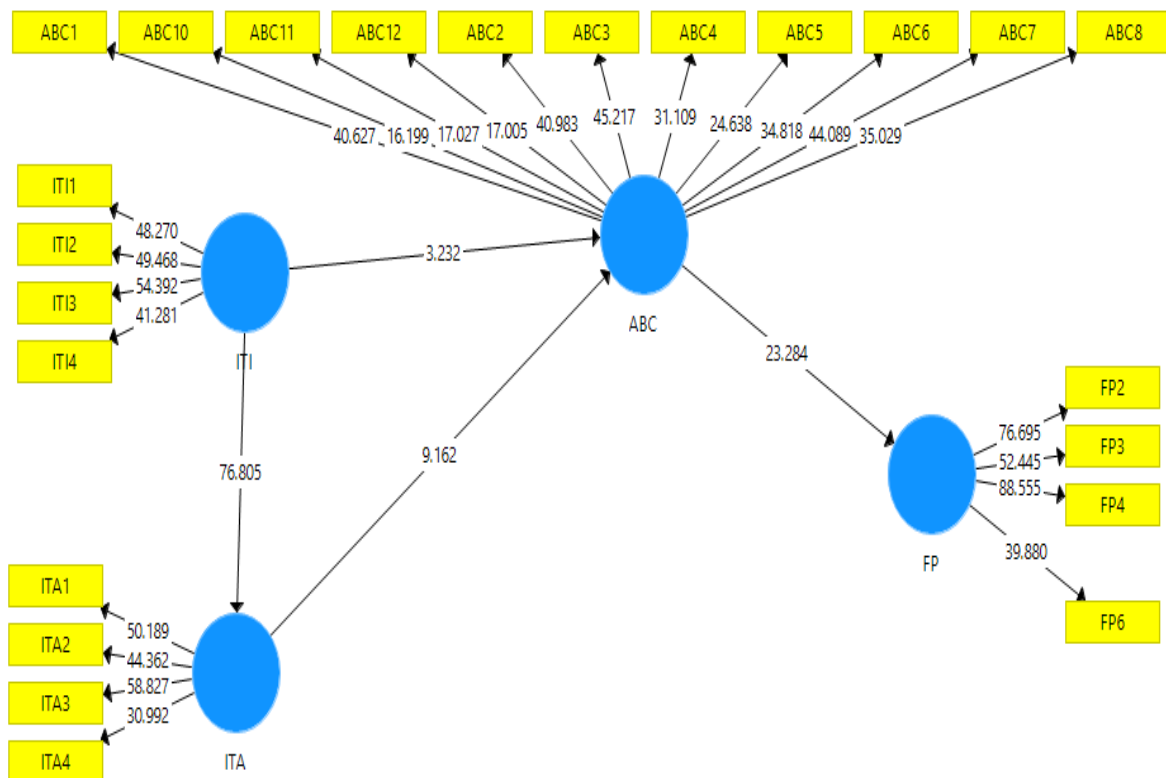 ABC1 ABC10 ABC11 ABC12 ABC2 ABC3 ABC4 ABC5 ABC6 ABC7 ABC8
40.627 16.199 17.027 17.005 40.983 45.217 31.109 24.638 34.818 44.089 35.029
ITI1
48.270
ITI2
49.468
ITI3
54.392
41.281
ITI4
ITI
3.232
ABC
23.284
76.805
9.162
FP2
76.695
FP3
52.445
88.555
FP4
FP
39.880
FP6
ITA1
50.189
ITA2
44.362
58.827
ITA3
30.992
ITA4
ITA